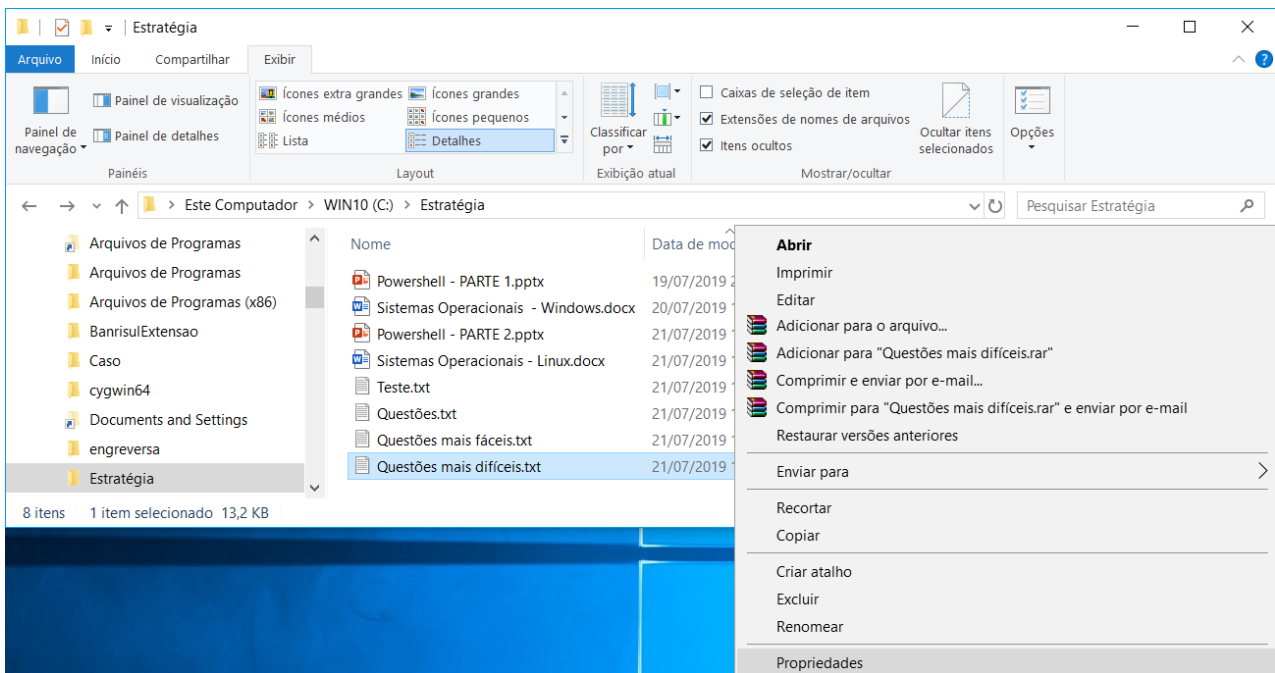 Estratégia
Arquivo Início Compartilhar Exibir
Painel de navegação
Painel de visualização
Painel de detalhes
Painéis
Ícones extra grandes Ícones grandes
Ícones médios Ícones pequenos
Lista Detalhes
Layout
Classificar por
Exibição atual
Caixas de seleção de item
Extensões de nomes de arquivos
Itens ocultos
Ocultar itens selecionados
Mostrar/ocultar
Opções
Este Computador > WIN10 (C:) > Estratégia
Pesquisar Estratégia
Arquivos de Programas
Arquivos de Programas
Arquivos de Programas (x86)
BanrisulExtensao
Caso
cygwin64
Documents and Settings
engreversa
Estratégia
Nome Data de mod
Powershell - PARTE 1.pptx 19/07/2019 2
Sistemas Operacionais - Windows.docx 20/07/2019 1
Powershell - PARTE 2.pptx 21/07/2019 1
Sistemas Operacionais - Linux.docx 21/07/2019 1
Teste.txt 21/07/2019 1
Questões.txt 21/07/2019 1
Questões mais fáceis.txt 21/07/2019 1
Questões mais difíceis.txt 21/07/2019 1
8 itens 1 item selecionado 13,2 KB
Abrir
Imprimir
Editar
Adicionar para o arquivo...
Adicionar para "Questões mais difíceis.rar"
Comprimir e enviar por e-mail...
Comprimir para "Questões mais difíceis.rar" e enviar por e-mail
Restaurar versões anteriores
Enviar para
Recortar
Copiar
Criar atalho
Excluir
Renomear
Propriedades